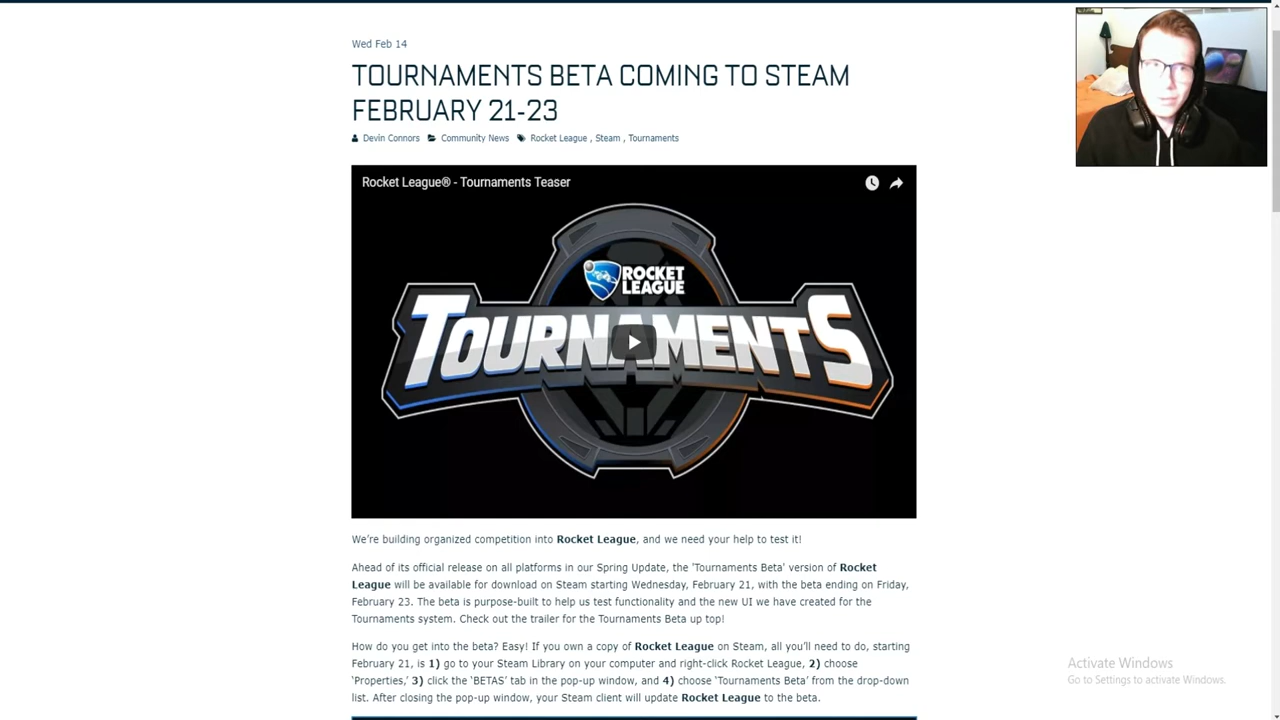 Wed Feb 14
TOURNAMENTS BETA COMING TO STEAM
FEBRUARY 21-23
Devin Connors Community News Rocket League , Steam , Tournaments
Rocket League® - Tournaments Teaser
ROCKET
LEAGUE
TOURNAMENTS
We're building organized competition into Rocket League, and we need your help to test it!
Ahead of its official release on all platforms in our Spring Update, the 'Tournaments Beta' version of Rocket
League will be available for download on Steam starting Wednesday, February 21, with the beta ending on Friday,
February 23. The beta is purpose-built to help us test functionality and the new UI we have created for the
Tournaments system. Check out the trailer for the Tournaments Beta up top!
How do you get into the beta? Easy! If you own a copy of Rocket League on Steam, all you'll need to do, starting
February 21, is 1) go to your Steam Library on your computer and right-click Rocket League, 2) choose
'Properties,' 3) click the 'BETAS' tab in the pop-up window, and 4) choose 'Tournaments Beta' from the drop-down
list. After closing the pop-up window, your Steam client will update Rocket League to the beta.
Activate Windows
Go to Settings to activate Windows.